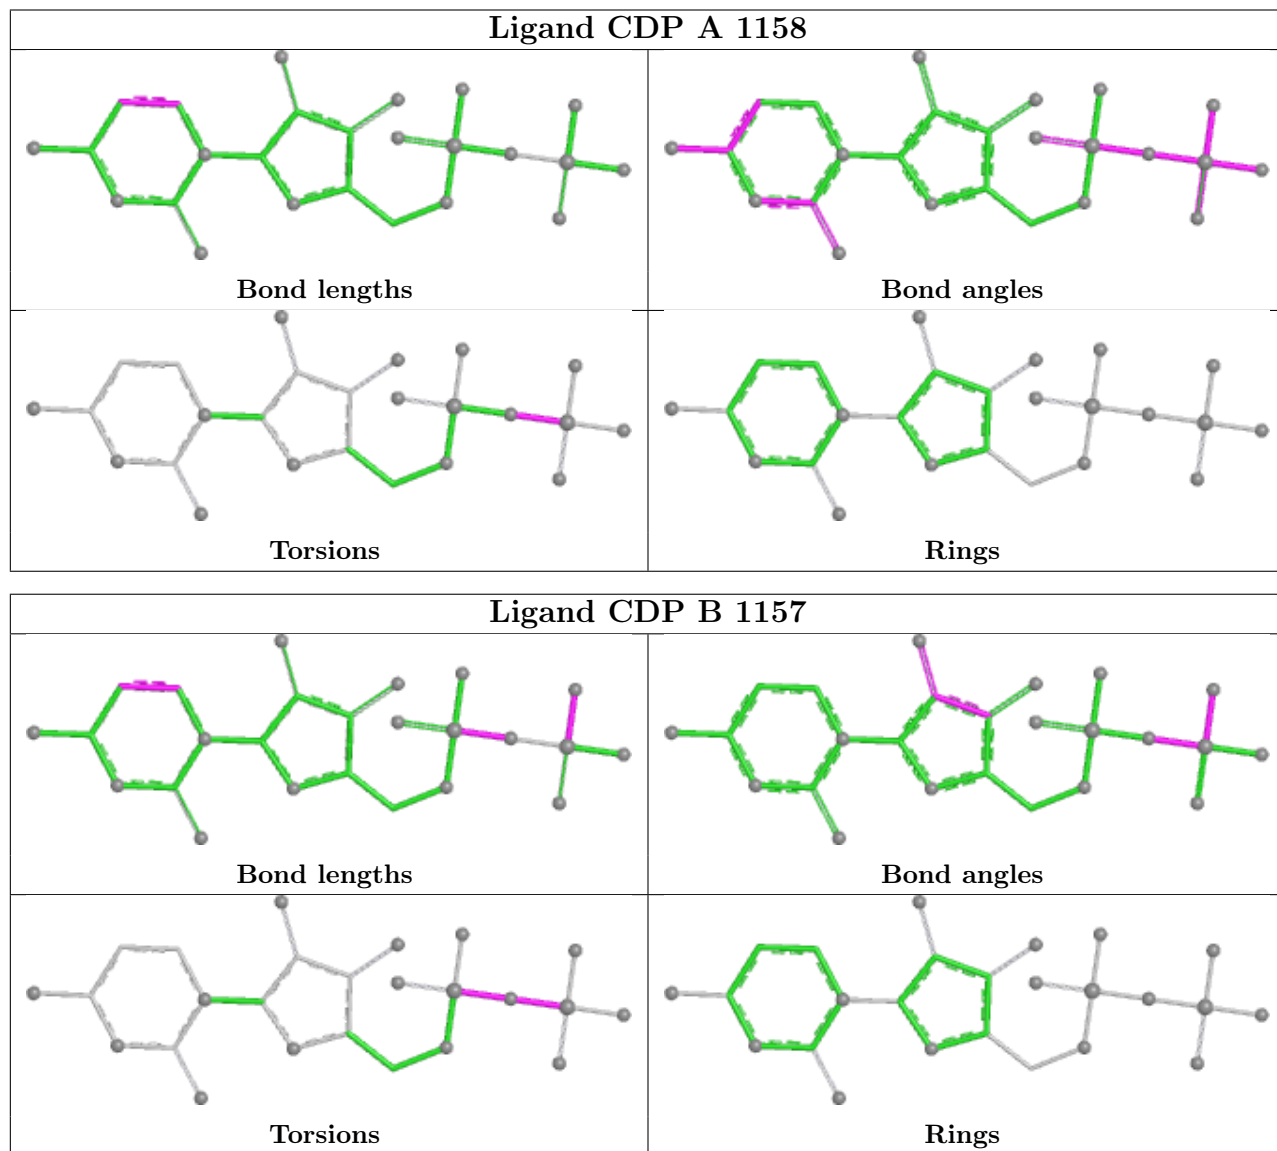 Ligand CDP A 1158
Bond lengths
Bond angles
Torsions
Rings
Ligand CDP B 1157
Bond lengths
Bond angles
Torsions
Rings